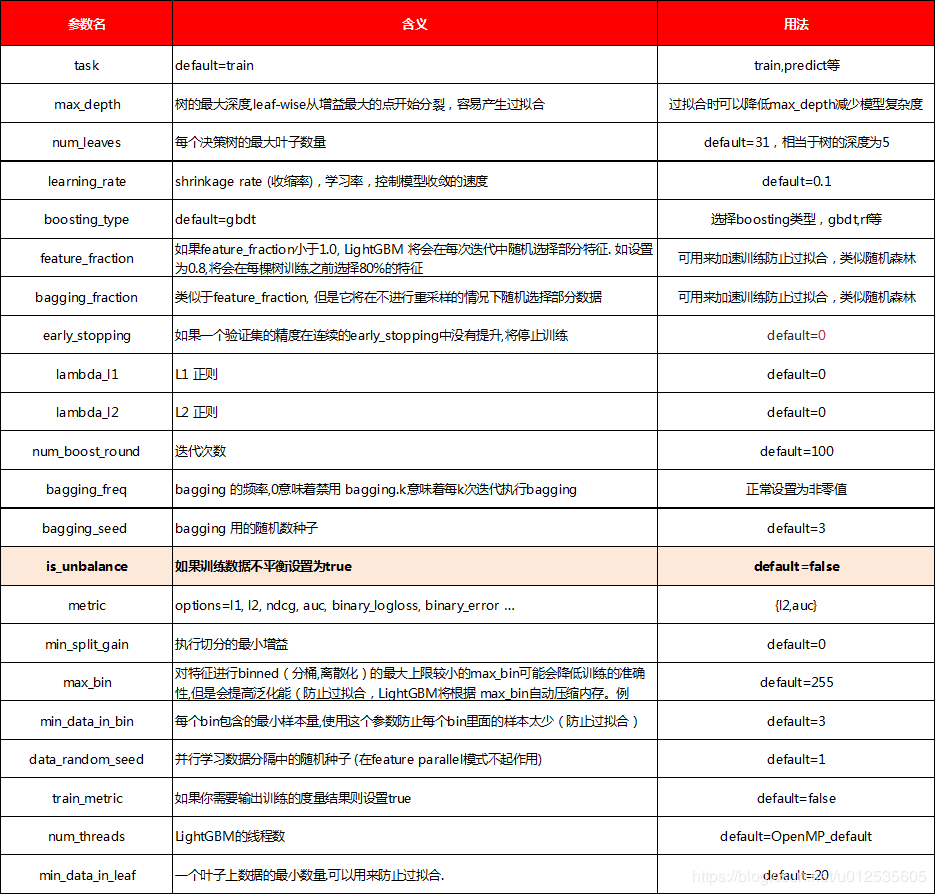 参数名 含义 用法
task default=train train,predict等
max_depth 树的最大深度,leaf-wise从增益最大的点开始分裂，容易产生过拟合 过拟合时可以降低max_depth减少模型复杂度
num_leaves 每个决策树的最大叶子数量 default=31，相当于树的深度为5
learning_rate shrinkage rate (收缩率)，学习率，控制模型收敛的速度 default=0.1
boosting_type default=gbdt 选择boosting类型，gbdt,rf等
feature_fraction 如果feature_fraction小于1.0, LightGBM 将会在每次迭代中随机选择部分特征. 如设置
为0.8,将会在每棵树训练之前选择80%的特征 可用来加速训练防止过拟合，类似随机森林
bagging_fraction 类似于feature_fraction, 但是它将在不进行重采样的情况下随机选择部分数据 可用来加速训练防止过拟合，类似随机森林
early_stopping 如果一个验证集的精度在连续的early_stopping中没有提升,将停止训练 default=0
lambda_l1 L1 正则 default=0
lambda_l2 L2 正则 default=0
num_boost_round 迭代次数 default=100
bagging_freq bagging 的频率,0意味着禁用 bagging.k意味着每k次迭代执行bagging 正常设置为非零值
bagging_seed bagging 用的随机数种子 default=3
is_unbalance 如果训练数据不平衡设置为true default=false
metric options=l1, l2, ndcg, auc, binary_logloss, binary_error ... {l2,auc}
min_split_gain 执行切分的最小增益 default=0
max_bin 对特征进行binned（分桶,离散化）的最大上限较小的max_bin可能会降低训练的准确
性,但是会提高泛化能（防止过拟合，LightGBM将根据 max_bin自动压缩内存。例 default=255
min_data_in_bin 每个bin包含的最小样本量,使用这个参数防止每个bin里面的样本太少（防止过拟合） default=3
data_random_seed 并行学习数据分隔中的随机种子 (在feature parallel模式不起作用) default=1
train_metric 如果你需要输出训练的度量结果则设置true default=false
num_threads LightGBM的线程数 default=OpenMP_default
min_data_in_leaf 一个叶子上数据的最小数量.可以用来防止过拟合. default=20
https://blog.csdn.net/u012535605